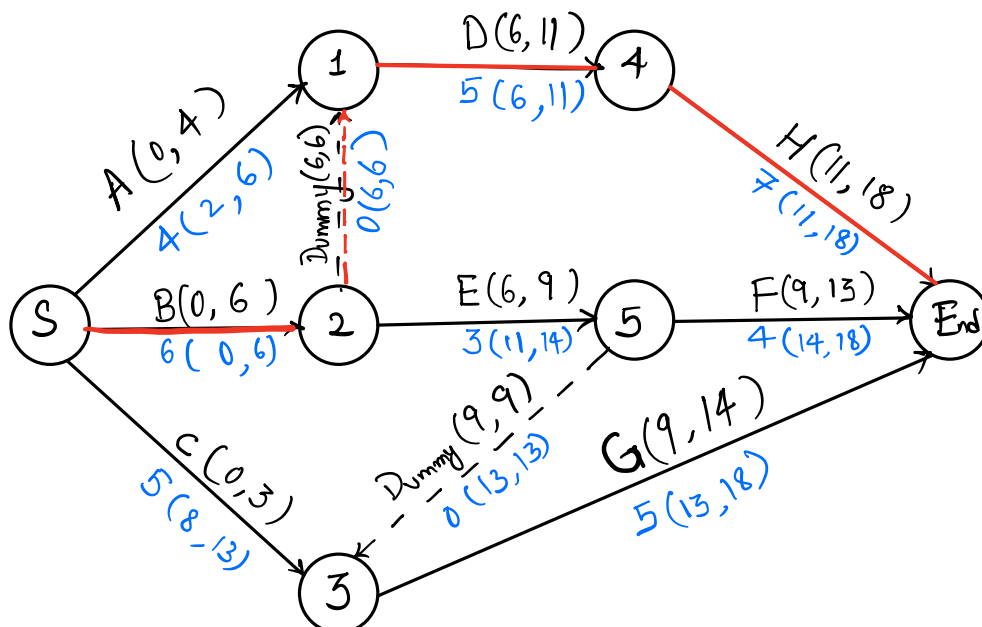 1
D(6,11)
5(6,11)
4
A(0,4)
4(2,6)
Dummy(6,6)
0(6,6)
H(11,18)
7(11,18)
S
B(0,6)
6(0,6)
2
E(6,9)
3(11,14)
5
F(9,13)
4(14,18)
End
C(0,3)
5(8-13)
Dummy(9,9)
0(13,13)
G(9,14)
5(13,18)
3